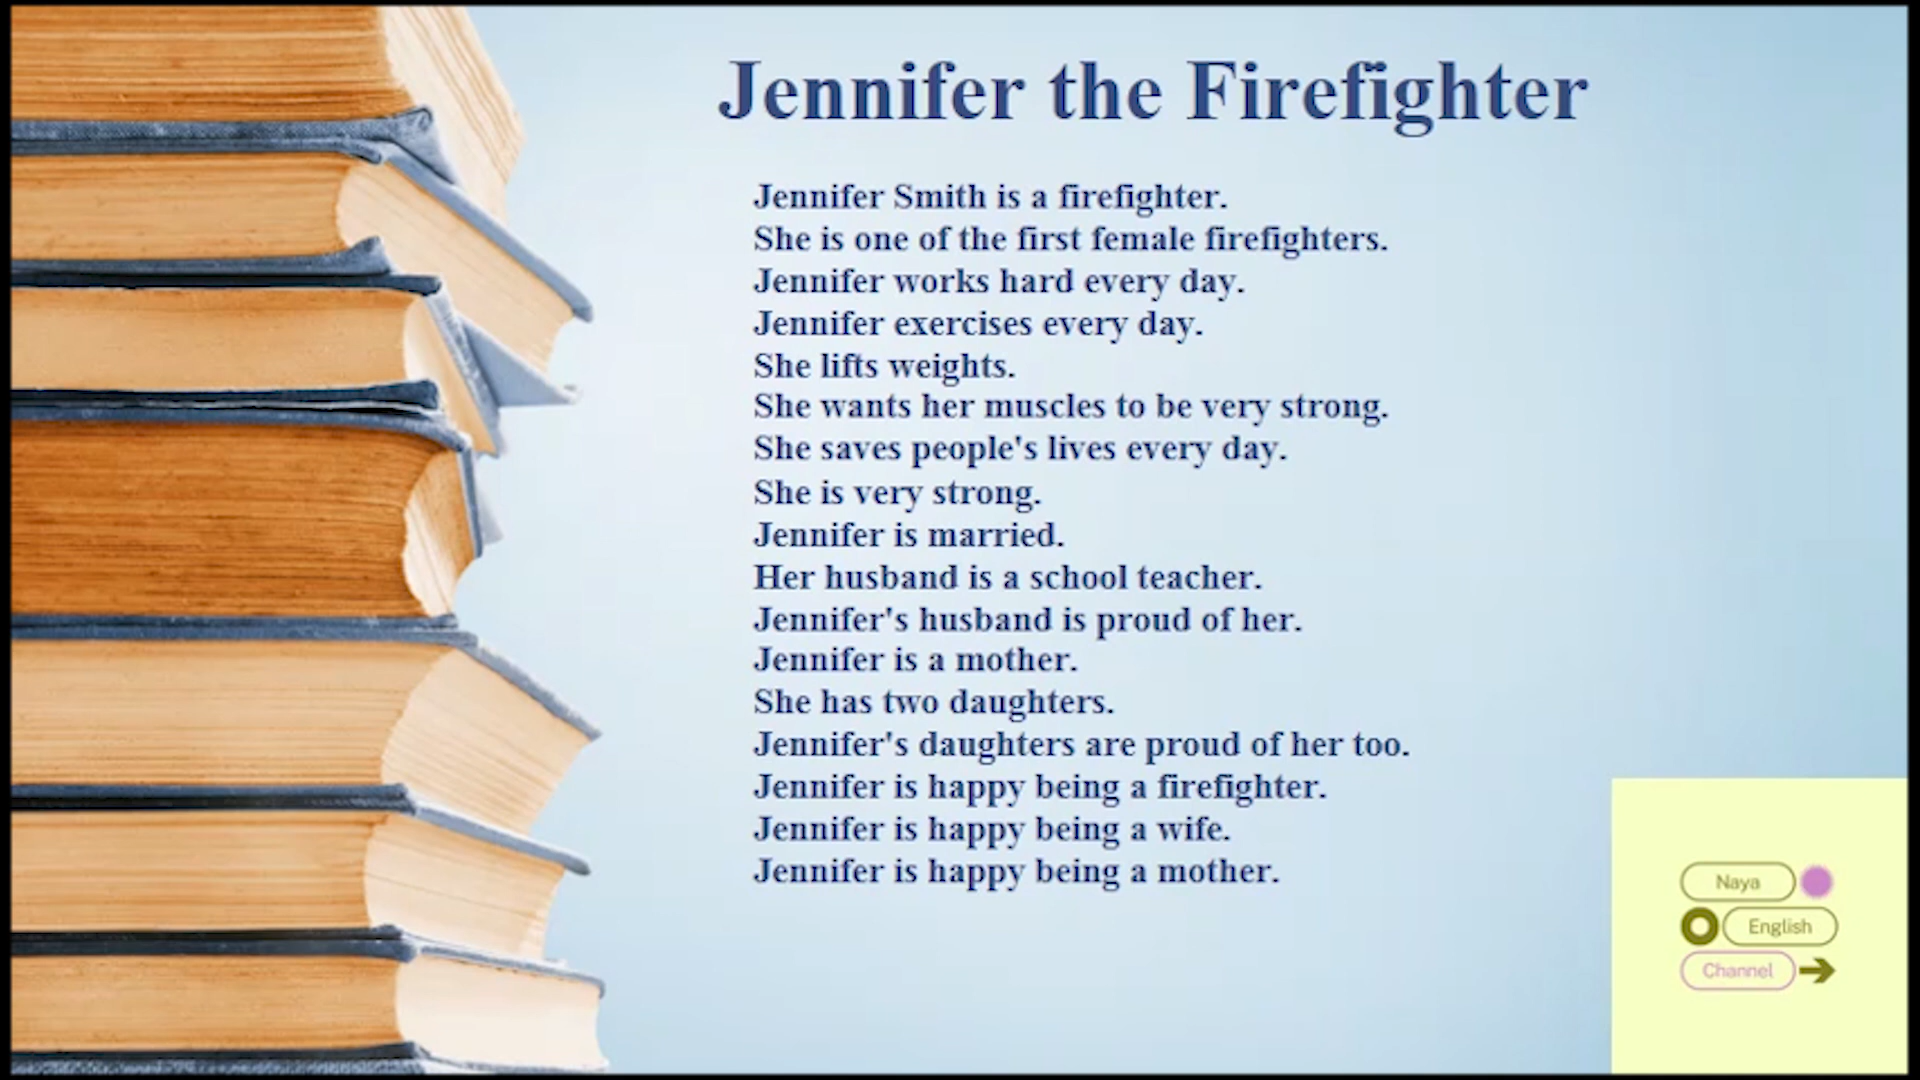 Jennifer the Firefighter
Jennifer Smith is a firefighter.
She is one of the first female firefighters.
Jennifer works hard every day.
Jennifer exercises every day.
She lifts weights.
She wants her muscles to be very strong.
She saves people's lives every day.
She is very strong.
Jennifer is married.
Her husband is a school teacher.
Jennifer's husband is proud of her.
Jennifer is a mother.
She has two daughters.
Jennifer's daughters are proud of her too.
Jennifer is happy being a firefighter.
Jennifer is happy being a wife.
Jennifer is happy being a mother.
Naya
English
Channel